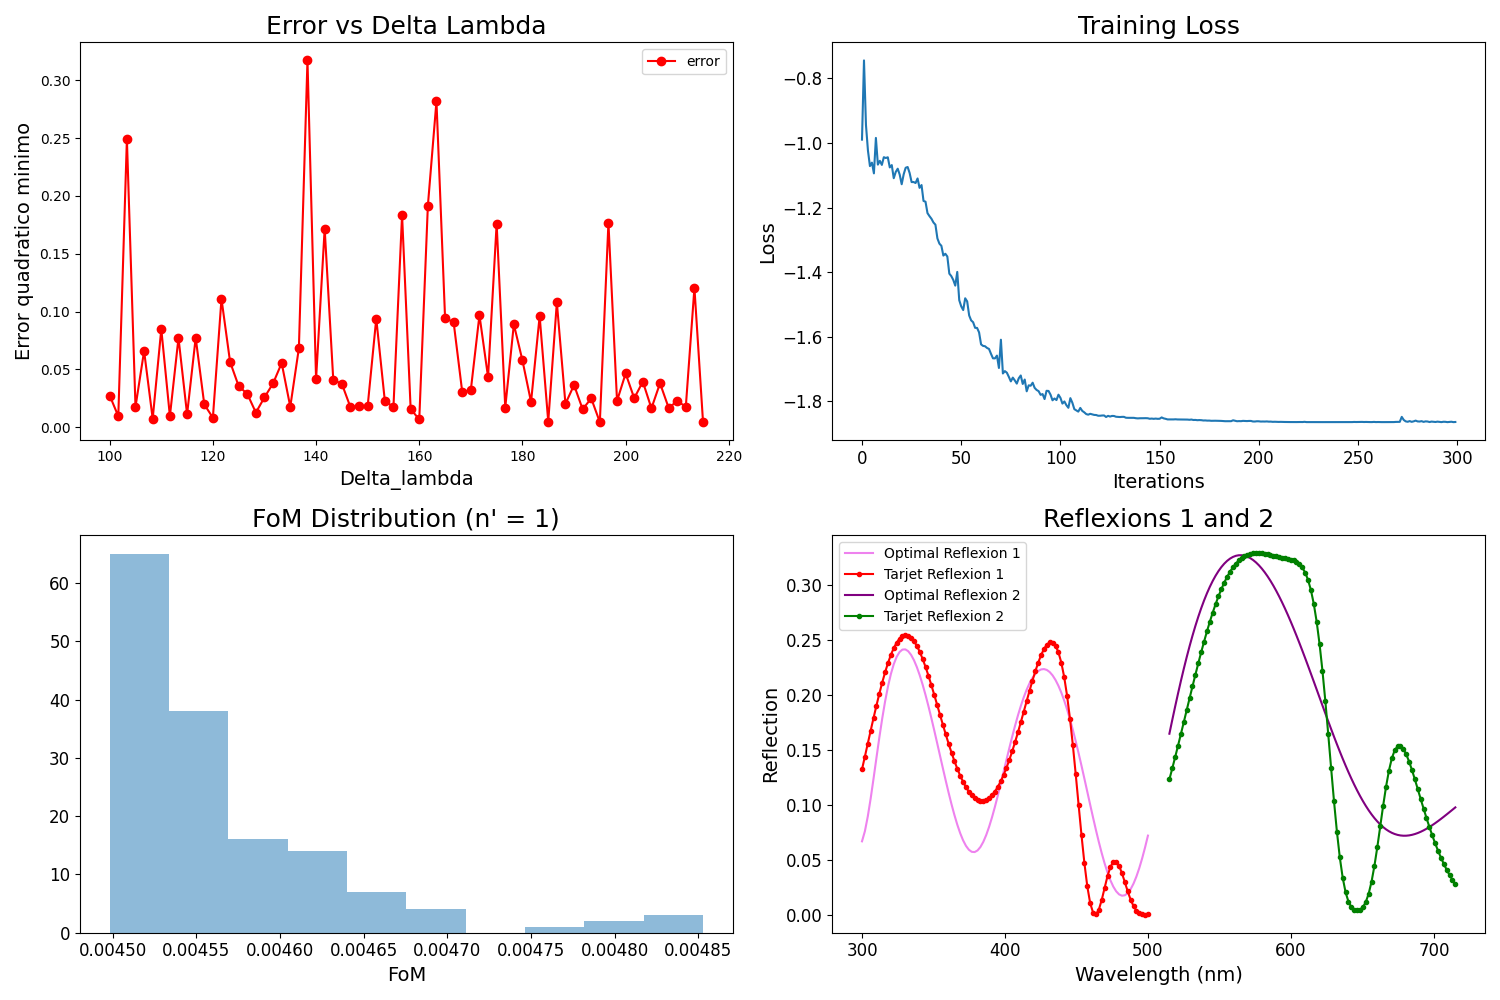 Error vs Delta Lambda
error
Error quadratico minimo
0.30
0.25
0.20
0.15
0.10
0.05
0.00
100 120 140 160 180 200 220
Delta_lambda
Training Loss
Loss
−0.8
−1.0
−1.2
−1.4
−1.6
−1.8
0 50 100 150 200 250 300
Iterations
FoM Distribution (n' = 1)
60
50
40
30
20
10
0
0.00450 0.00455 0.00460 0.00465 0.00470 0.00475 0.00480 0.00485
FoM
Reflexions 1 and 2
Optimal Reflexion 1
Tarjet Reflexion 1
Optimal Reflexion 2
Tarjet Reflexion 2
Reflection
0.30
0.25
0.20
0.15
0.10
0.05
0.00
300 400 500 600 700
Wavelength (nm)